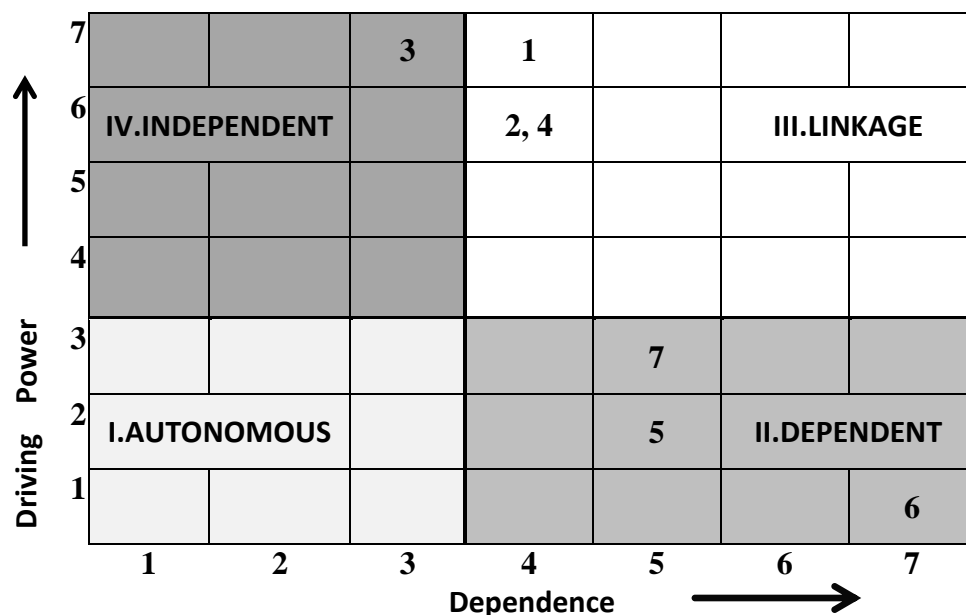 7 3 1
6 IV.INDEPENDENT 2, 4 III.LINKAGE
5
4
3 7
2 I.AUTONOMOUS 5 II.DEPENDENT
1 6
1 2 3 4 5 6 7
Driving Power
Dependence